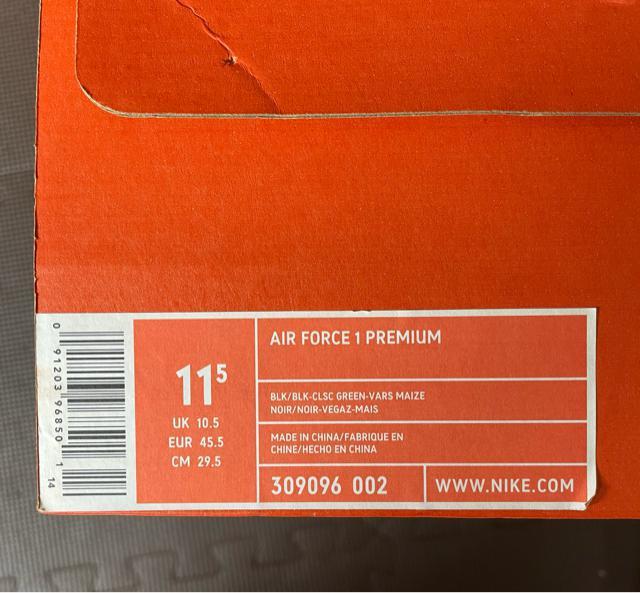 0 91203 96850 1
14
11⁵
UK 10.5
EUR 45.5
CM 29.5
AIR FORCE 1 PREMIUM
BLK/BLK-CLSC GREEN-VARS MAIZE
NOIR/NOIR-VEGAZ-MAIS
MADE IN CHINA/FABRIQUE EN
CHINE/HECHO EN CHINA
309096 002
WWW.NIKE.COM